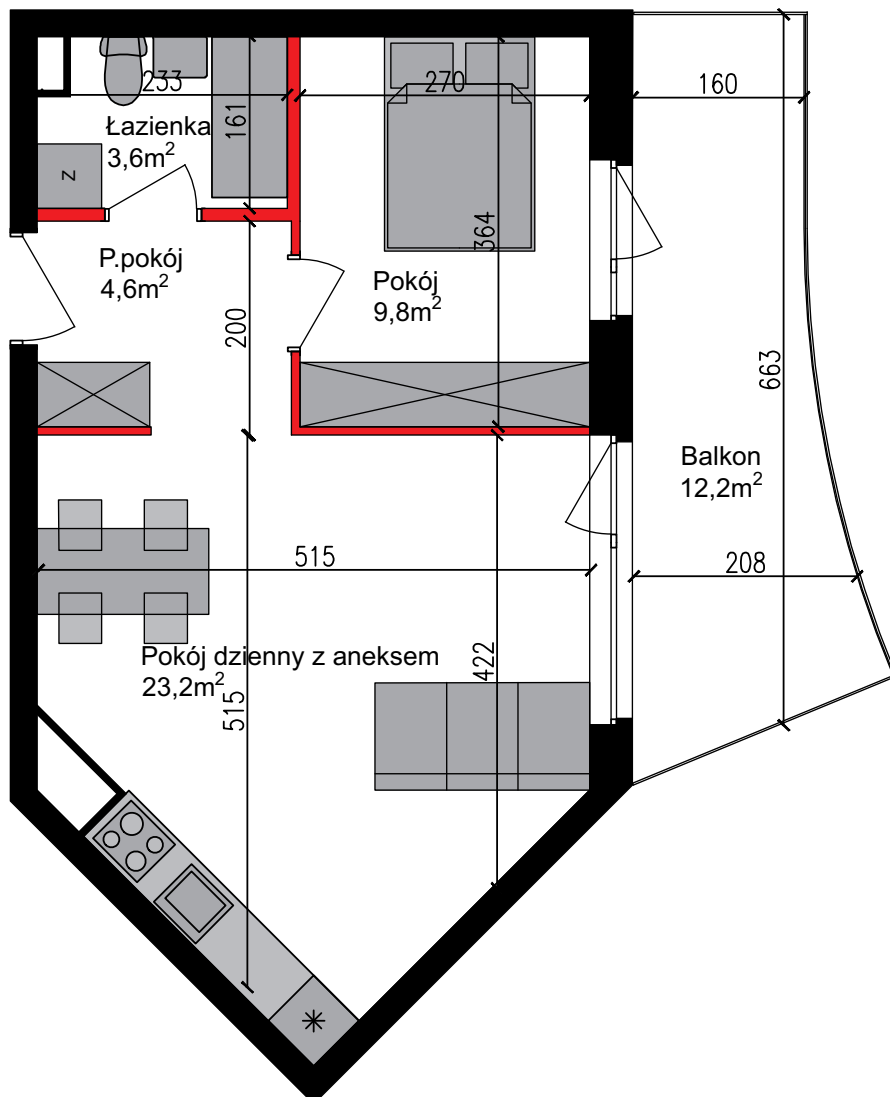 233
270
160
161
Łazienka
3,6m²
z
364
P.pokój
4,6m²
Pokój
9,8m²
200
663
Balkon
12,2m²
515
208
Pokój dzienny z aneksem
23,2m²
422
515